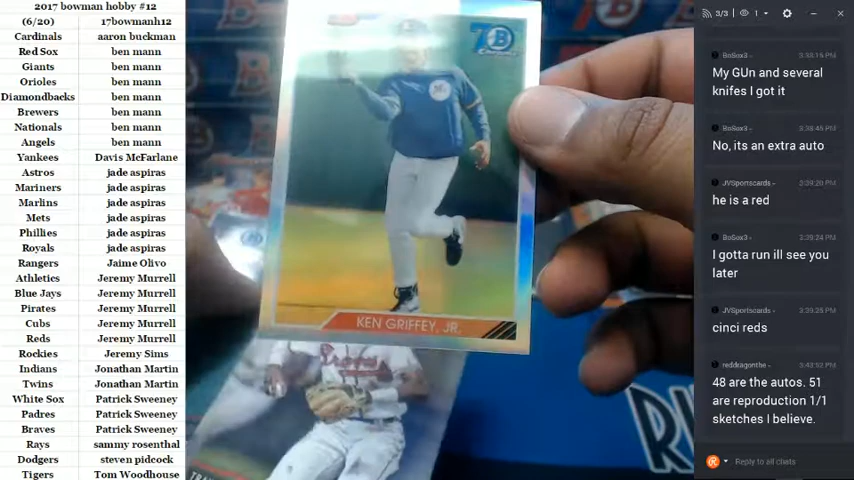 2017 bowman hobby #12
(6/20) 17bowmanh12
Cardinals aaron buckman
Red Sox ben mann
Giants ben mann
Orioles ben mann
Diamondbacks ben mann
Brewers ben mann
Nationals ben mann
Angels ben mann
Yankees Davis McFarlane
Astros jade aspiras
Mariners jade aspiras
Marlins jade aspiras
Mets jade aspiras
Phillies jade aspiras
Royals jade aspiras
Rangers Jaime Olivo
Athletics Jeremy Murrell
Blue Jays Jeremy Murrell
Pirates Jeremy Murrell
Cubs Jeremy Murrell
Reds Jeremy Murrell
Rockies Jeremy Sims
Indians Jonathan Martin
Twins Jonathan Martin
White Sox Patrick Sweeney
Padres Patrick Sweeney
Braves Patrick Sweeney
Rays sammy rosenthal
Dodgers steven pidcock
Tigers Tom Woodhouse
70 B
Chrome
KEN GRIFFEY, JR.
Braves
3/3 1
BoSox3 3:38:15 PM
My GUn and several
knifes I got it
BoSox3 3:38:45 PM
No, its an extra auto
JVSportscards 3:39:20 PM
he is a red
BoSox3 3:39:24 PM
I gotta run ill see you
later
JVSportscards 3:39:25 PM
cinci reds
reddragonthe 3:43:52 PM
48 are the autos. 51
are reproduction 1/1
sketches I believe.
Reply to all chats